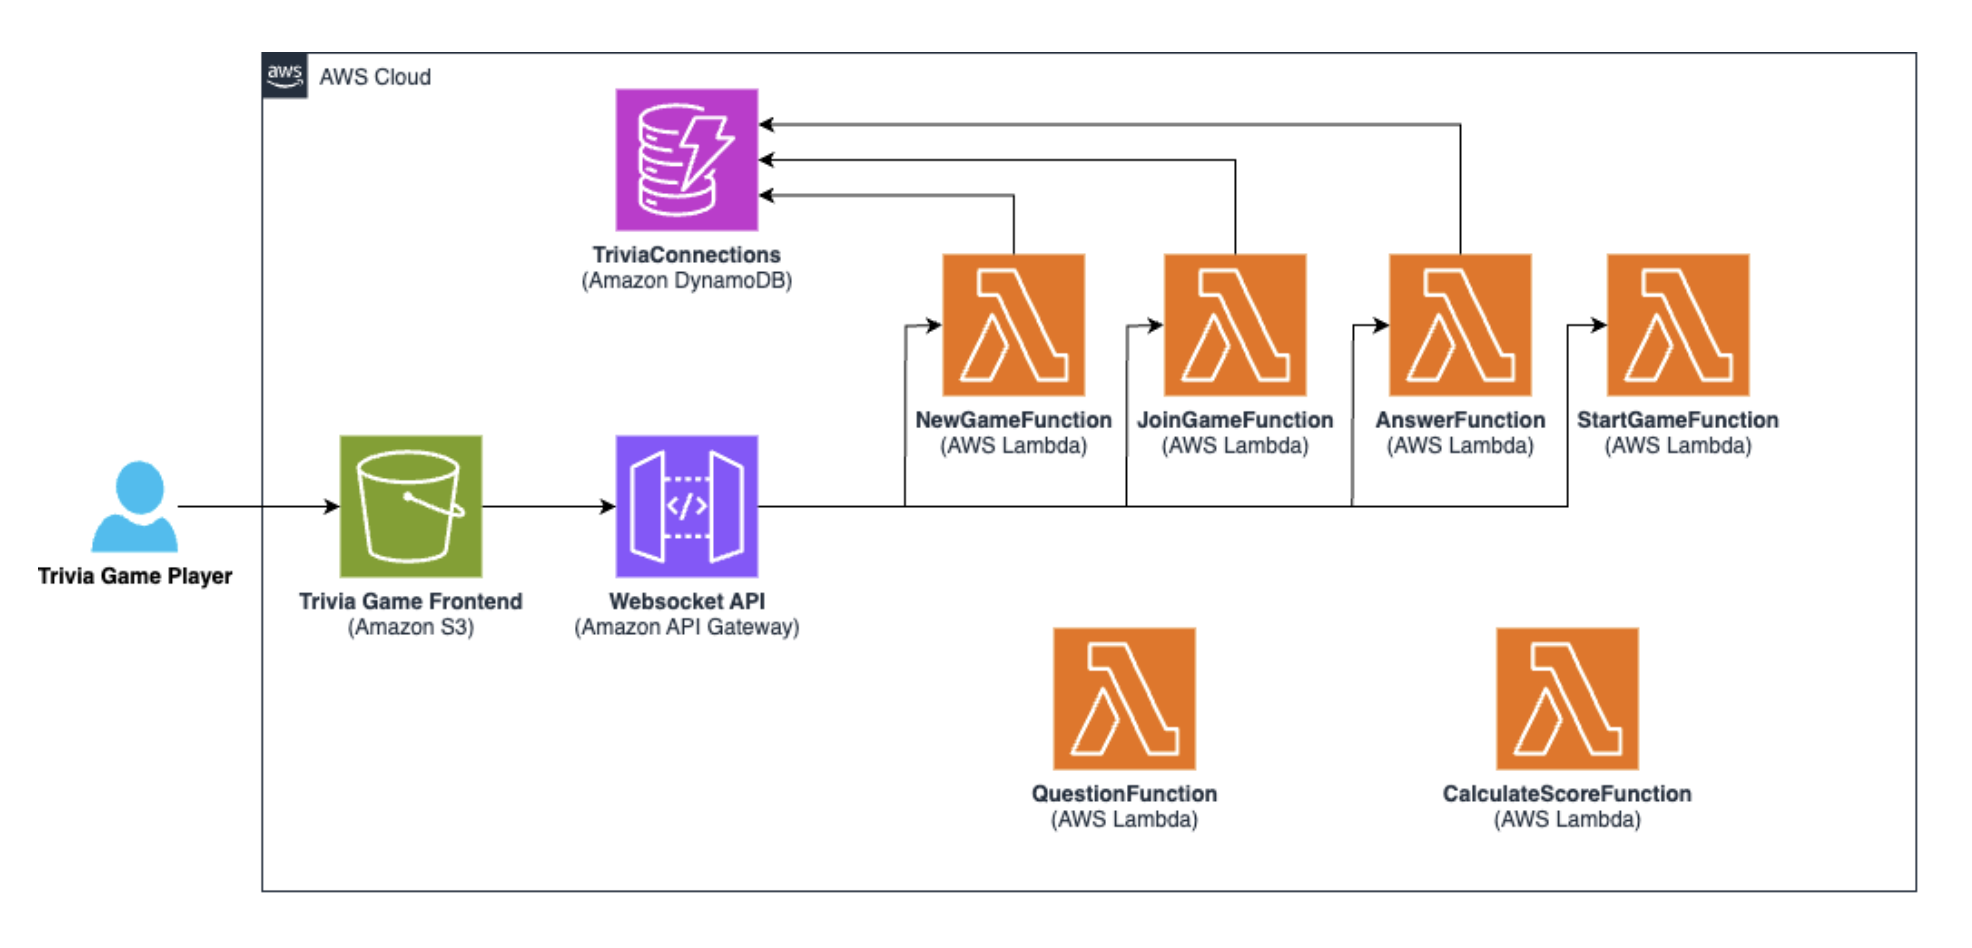 aws
AWS Cloud
TriviaConnections
(Amazon DynamoDB)
NewGameFunction
(AWS Lambda)
JoinGameFunction
(AWS Lambda)
AnswerFunction
(AWS Lambda)
StartGameFunction
(AWS Lambda)
Trivia Game Player
Trivia Game Frontend
(Amazon S3)
</>
Websocket API
(Amazon API Gateway)
QuestionFunction
(AWS Lambda)
CalculateScoreFunction
(AWS Lambda)